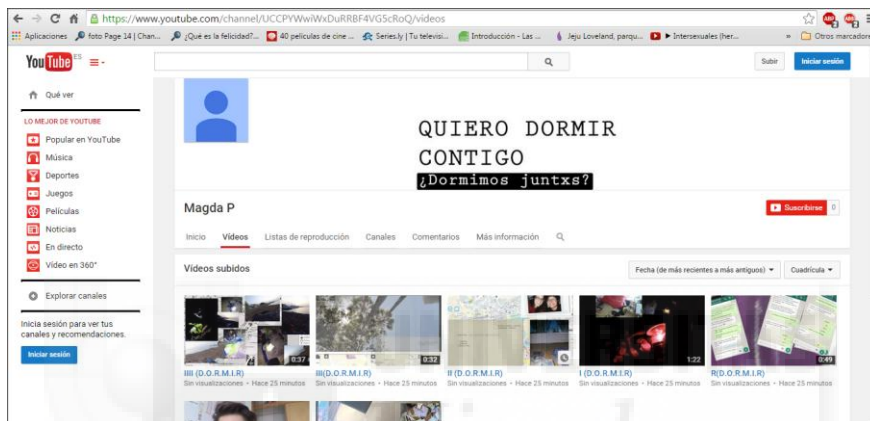 https://www.youtube.com/channel/UCCPYWwiWxDuRRBF4VG5cRoQ/videos
Aplicaciones foto Page 14 | Chan... ¿Qué es la felicidad?... 40 películas de cine ... Series.ly | Tu televisi... Introducción - Las ... Jeju Loveland, parqu... ► Intersexuales (her... » Otros marcadore
YouTube ES
Subir
Iniciar sesión
Qué ver
LO MEJOR DE YOUTUBE
Popular en YouTube
Música
Deportes
Juegos
Películas
Noticias
En directo
Vídeo en 360°
Explorar canales
Inicia sesión para ver tus
canales y recomendaciones.
Iniciar sesión
QUIERO DORMIR
CONTIGO
¿Dormimos juntxs?
Magda P
Suscribirse 0
Inicio Vídeos Listas de reproducción Canales Comentarios Más información
Vídeos subidos
Fecha (de más recientes a más antiguos) Cuadrícula
0:37 0:32 1:22 0:49
IIII (D.O.R.M.I.R) III(D.O.R.M.I.R) II (D.O.R.M.I.R) I (D.O.R.M.I.R) R(D.O.R.M.I.R)
Sin visualizaciones • Hace 25 minutos Sin visualizaciones • Hace 25 minutos Sin visualizaciones • Hace 25 minutos Sin visualizaciones • Hace 25 minutos Sin visualizaciones • Hace 25 minutos